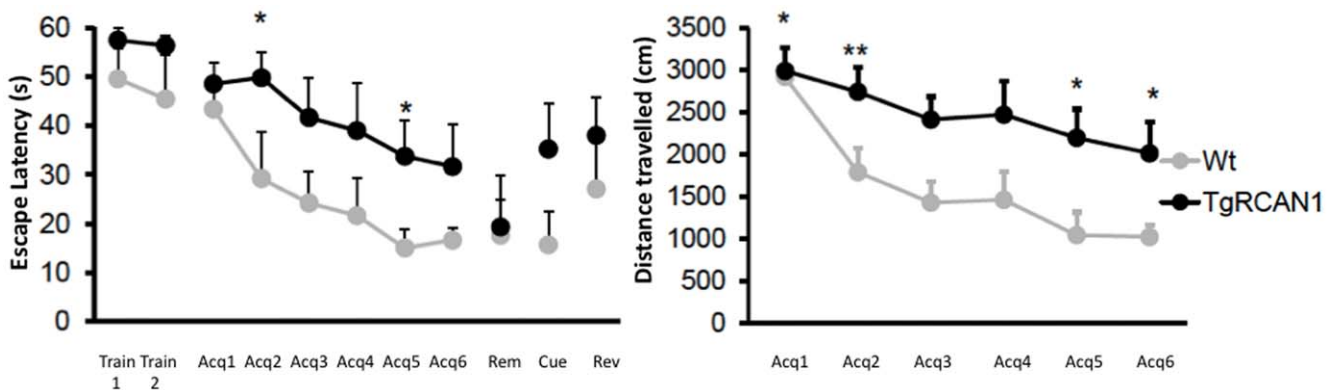 Escape Latency (s)
60
50
40
30
20
10
0
*
*
Train 1
Train 2
Acq1
Acq2
Acq3
Acq4
Acq5
Acq6
Rem
Cue
Rev
Distance travelled (cm)
3500
3000
2500
2000
1500
1000
500
0
*
**
*
*
Acq1
Acq2
Acq3
Acq4
Acq5
Acq6
Wt
TgRCAN1